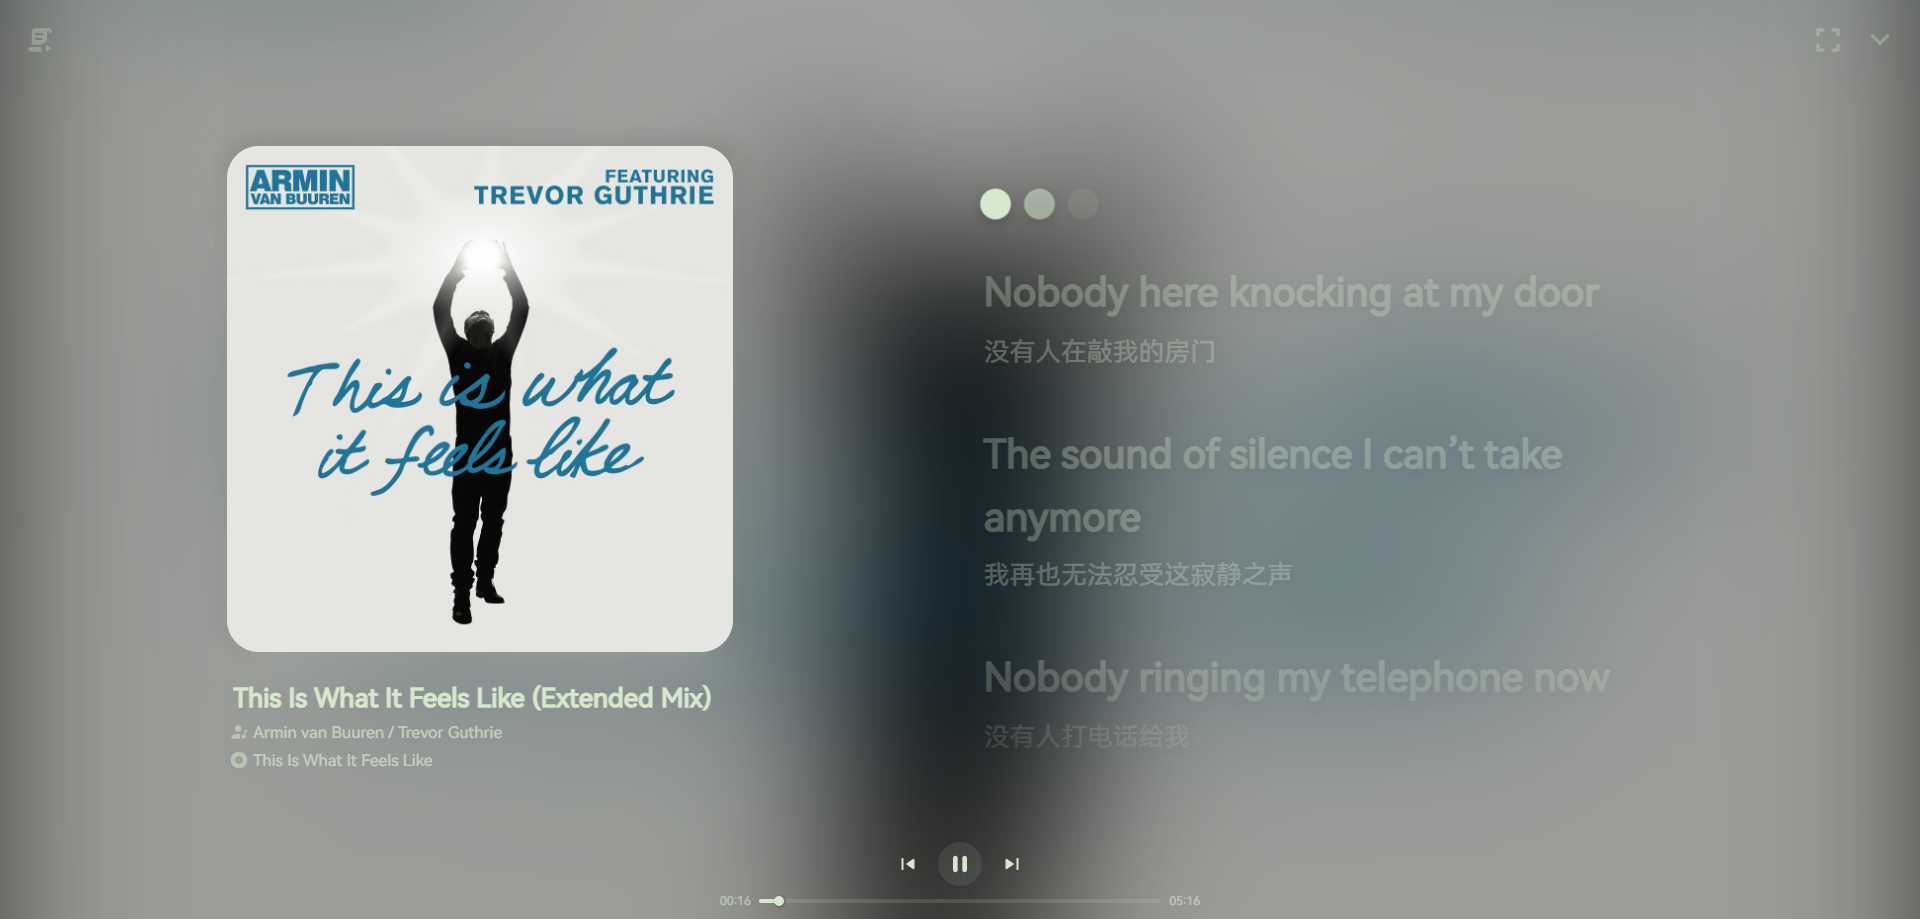 ARMIN
VAN BUUREN
FEATURING
TREVOR GUTHRIE
This is what
it feels like
This Is What It Feels Like (Extended Mix)
Armin van Buuren / Trevor Guthrie
This Is What It Feels Like
Nobody here knocking at my door
没有人在敲我的房门
The sound of silence I can’t take
anymore
我再也无法忍受这寂静之声
Nobody ringing my telephone now
没有人打电话给我
00:16
05:16